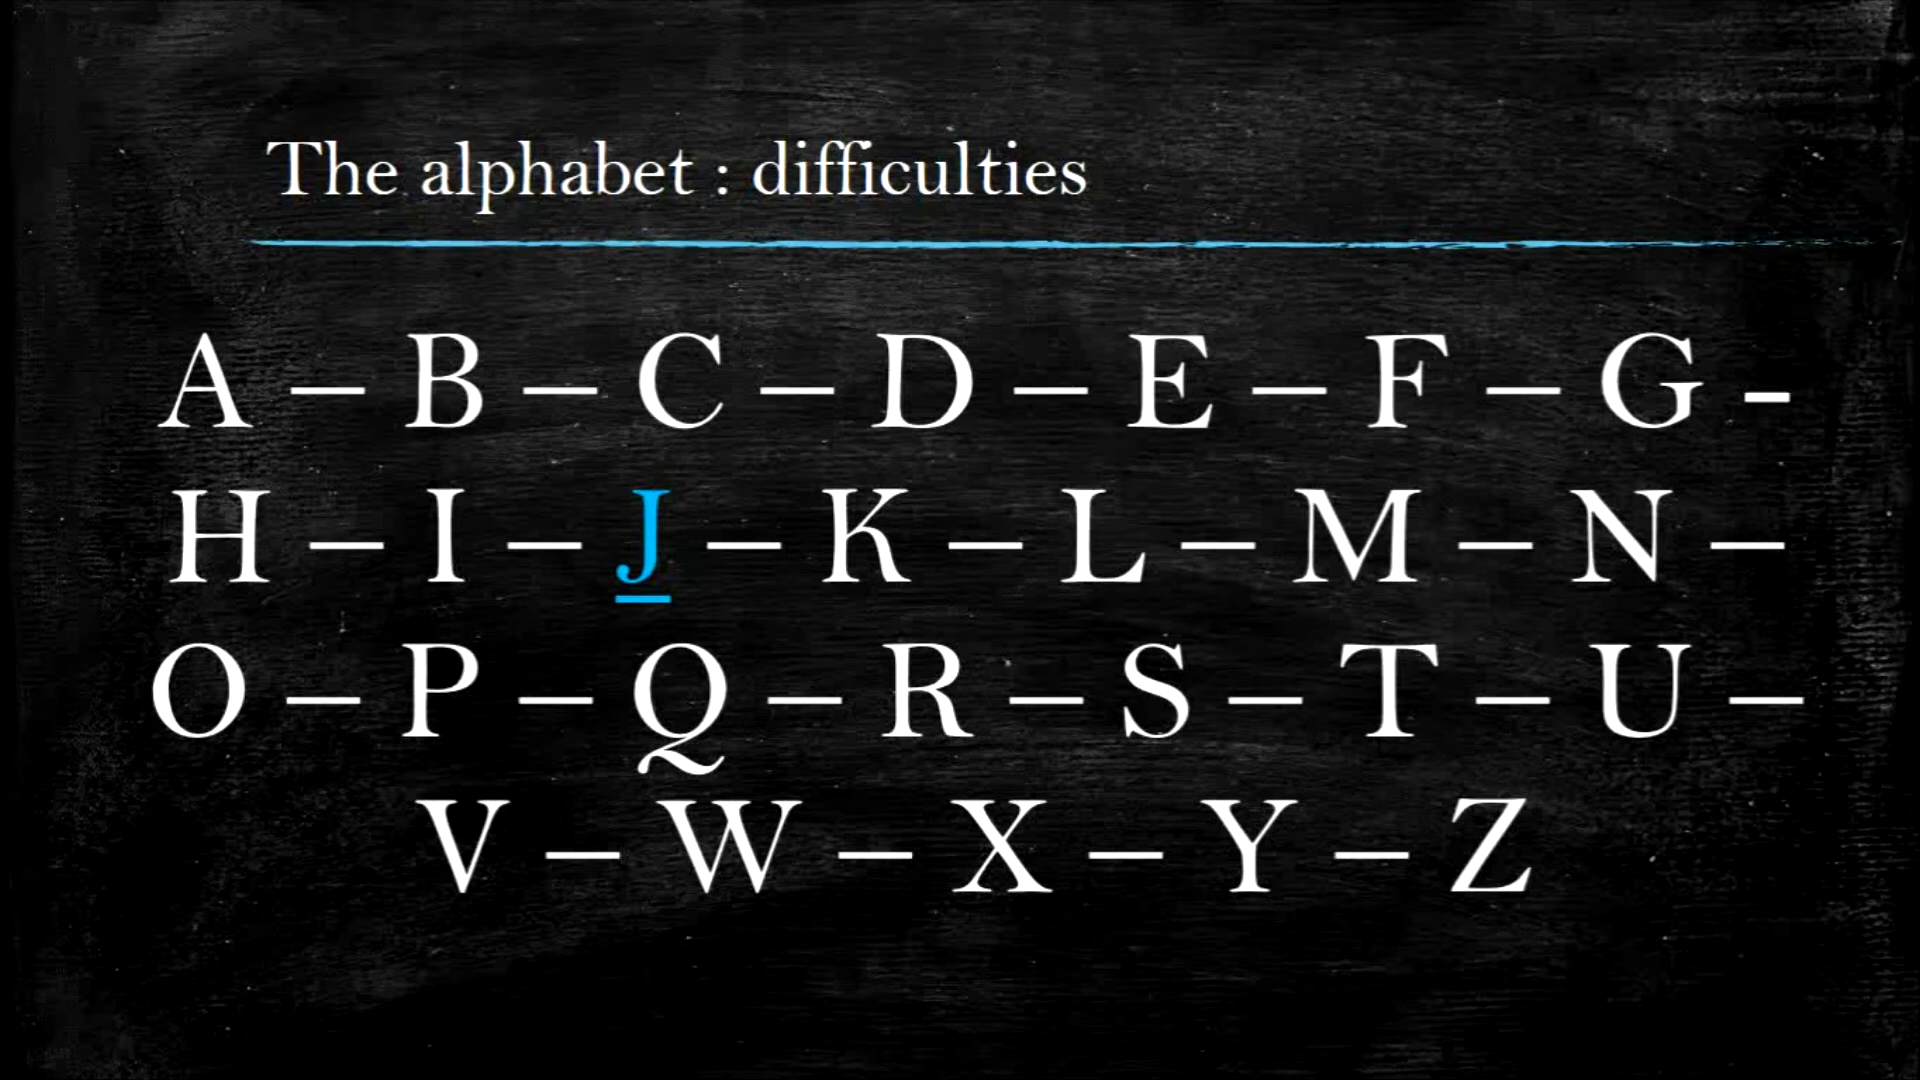 The alphabet : difficulties
A – B – C – D – E – F – G -
H – I – J – K – L – M – N –
O – P – Q – R – S – T – U –
V – W – X – Y – Z